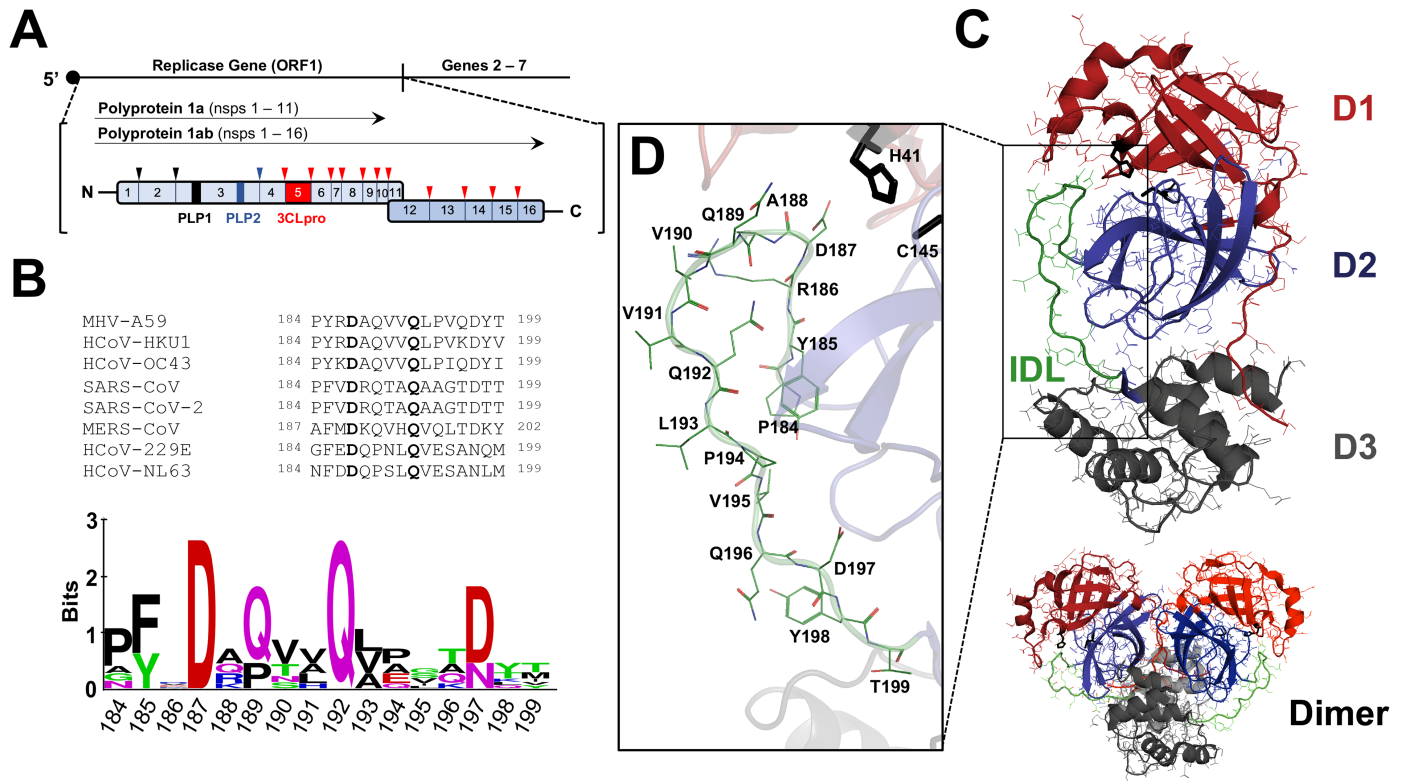 A
5’
Replicase Gene (ORF1)
Genes 2 – 7
Polyprotein 1a (nsps 1 – 11)
Polyprotein 1ab (nsps 1 – 16)
N 1 2 3 4 5 6 7 8 9 10 11
12 13 14 15 16 C
PLP1 PLP2 3CLpro
B
MHV-A59 184 PYRDAQVVQLPVQDYT 199
HCoV-HKU1 184 PYRDAQVVQLPVKDYV 199
HCoV-OC43 184 PYKDAQVVQLPIQDYI 199
SARS-CoV 184 PFVDRQTAQAAGTDTT 199
SARS-CoV-2 184 PFVDRQTAQAAGTDTT 199
MERS-CoV 187 AFMDKQVHQVQLTDKY 202
HCoV-229E 184 GFEDQPNLQVESANQM 199
HCoV-NL63 184 NFDDQPSLQVESANLM 199
Bits
3
2
1
0
184 185 186 187 188 189 190 191 192 193 194 195 196 197 198 199
D
H41
C145
A188
Q189
D187
V190
R186
V191
Y185
Q192
L193
P184
P194
V195
Q196
D197
Y198
T199
C
D1
D2
IDL
D3
Dimer